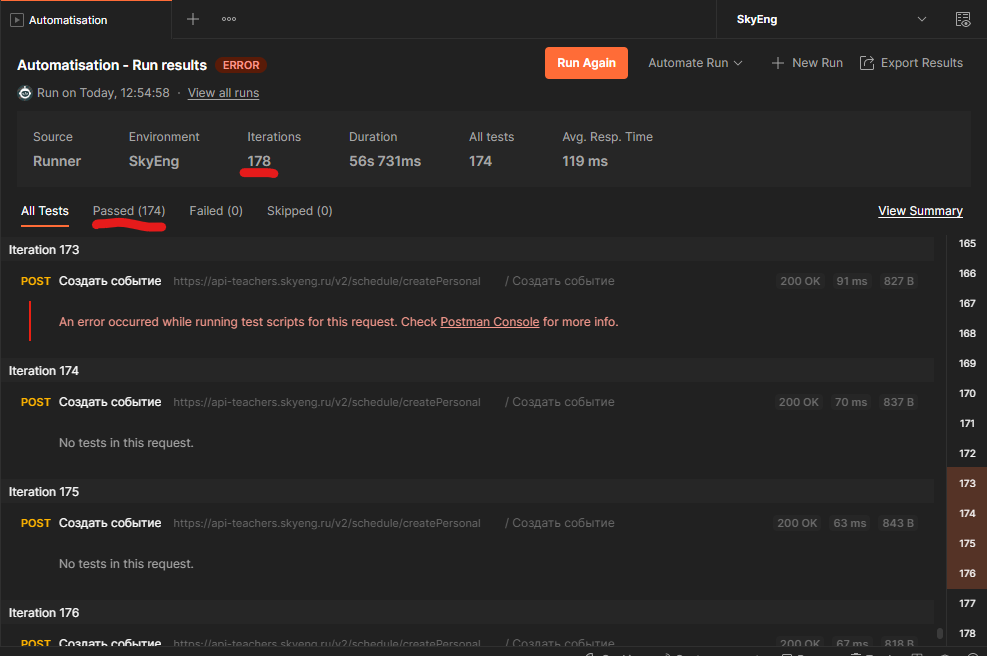 Automatisation
SkyEng
Automatisation - Run results ERROR
Run Again
Automate Run
New Run
Export Results
Run on Today, 12:54:58 · View all runs
Source Environment Iterations Duration All tests Avg. Resp. Time
Runner SkyEng 178 56s 731ms 174 119 ms
All Tests Passed (174) Failed (0) Skipped (0) View Summary
Iteration 173
POST Создать событие https://api-teachers.skyeng.ru/v2/schedule/createPersonal / Создать событие 200 OK 91 ms 827 B
An error occurred while running test scripts for this request. Check Postman Console for more info.
Iteration 174
POST Создать событие https://api-teachers.skyeng.ru/v2/schedule/createPersonal / Создать событие 200 OK 70 ms 837 B
No tests in this request.
Iteration 175
POST Создать событие https://api-teachers.skyeng.ru/v2/schedule/createPersonal / Создать событие 200 OK 63 ms 843 B
No tests in this request.
Iteration 176
POST Создать событие https://api-teachers.skyeng.ru/v2/schedule/createPersonal / Создать событие 200 OK 67 ms 818 B
165
166
167
168
169
170
171
172
173
174
175
176
177
178